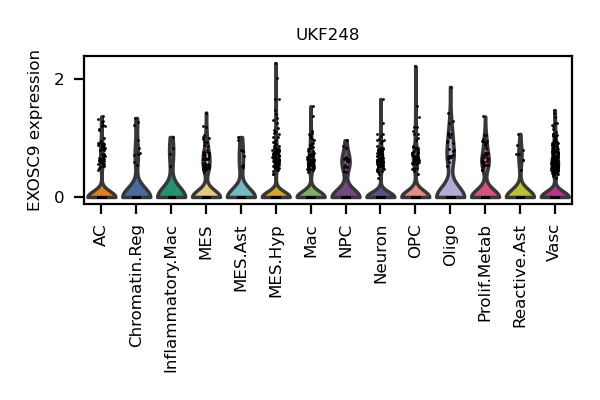 UKF248
EXOSC9 expression
2
0
AC
Chromatin.Reg
Inflammatory.Mac
MES
MES.Ast
MES.Hyp
Mac
NPC
Neuron
OPC
Oligo
Prolif.Metab
Reactive.Ast
Vasc